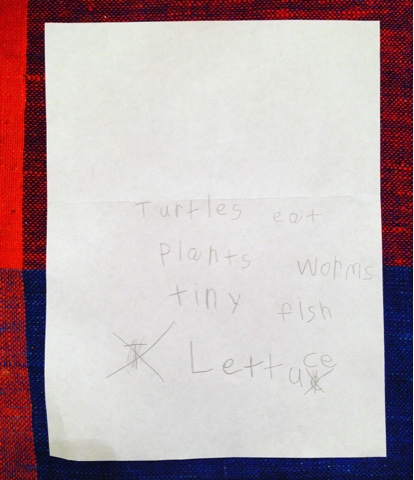 Turtles eat
Plants worms
tiny fish
Lettuce